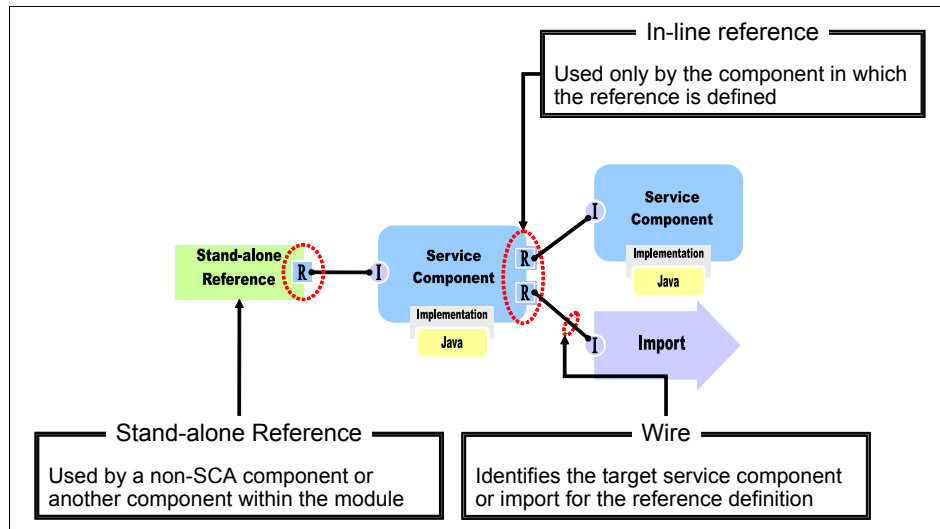 In-line reference
Used only by the component in which
the reference is defined
Service
Component
I
Implementation
Java
Stand-alone
Reference
R
I
Service
Component
R
R
Implementation
Java
I
Import
Stand-alone Reference
Used by a non-SCA component or
another component within the module
Wire
Identifies the target service component
or import for the reference definition